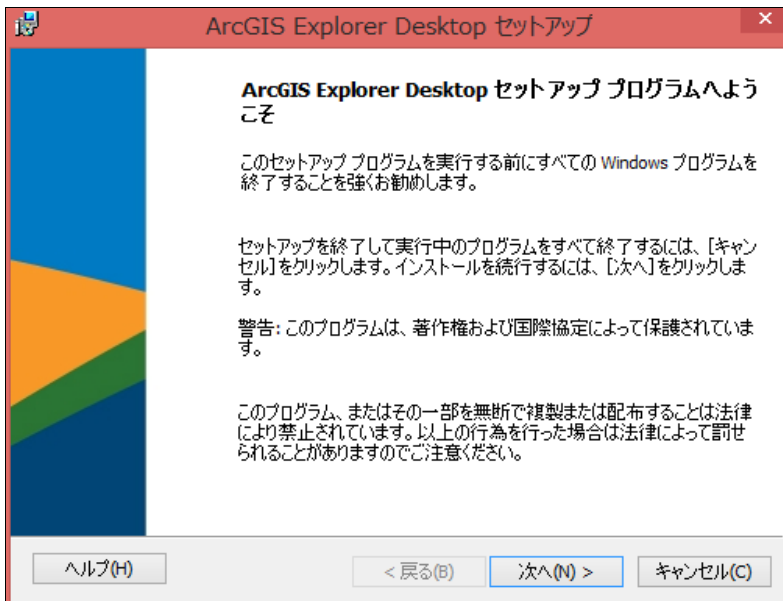 ArcGIS Explorer Desktop セットアップ
ArcGIS Explorer Desktop セットアップ プログラムへよう
こそ
このセットアップ プログラムを実行する前にすべての Windows プログラムを
終了することを強くお勧めします。
セットアップを終了して実行中のプログラムをすべて終了するには、[キャン
セル]をクリックします。インストールを続行するには、[次へ]をクリックしま
す。
警告: このプログラムは、著作権および国際協定によって保護されていま
す。
このプログラム、またはその一部を無断で複製または配布することは法律
により禁止されています。以上の行為を行った場合は法律によって罰せ
られることがありますのでご注意ください。
ヘルプ(H)
< 戻る(B)
次へ(N) >
キャンセル(C)